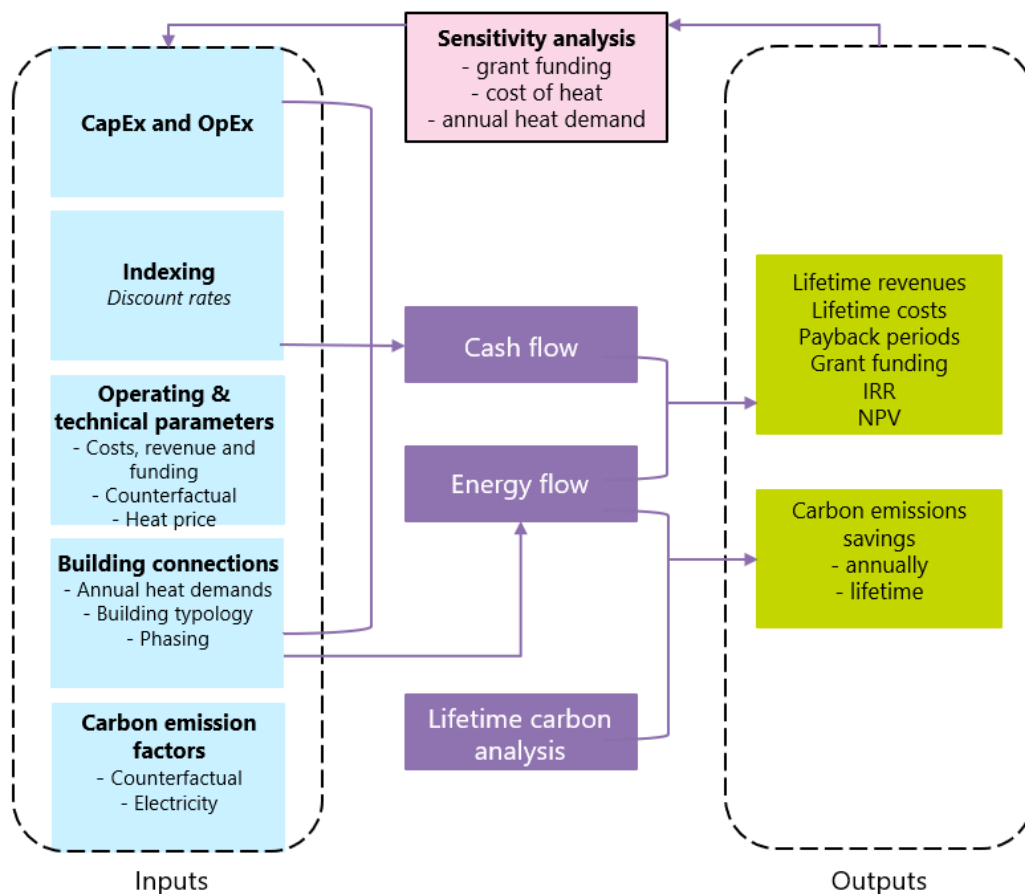 Sensitivity analysis
- grant funding
- cost of heat
- annual heat demand
CapEx and OpEx
Indexing
Discount rates
Operating &
technical parameters
- Costs, revenue and
funding
- Counterfactual
- Heat price
Building connections
- Annual heat demands
- Building typology
- Phasing
Carbon emission
factors
- Counterfactual
- Electricity
Inputs
Cash flow
Energy flow
Lifetime carbon
analysis
Lifetime revenues
Lifetime costs
Payback periods
Grant funding
IRR
NPV
Carbon emissions
savings
- annually
- lifetime
Outputs